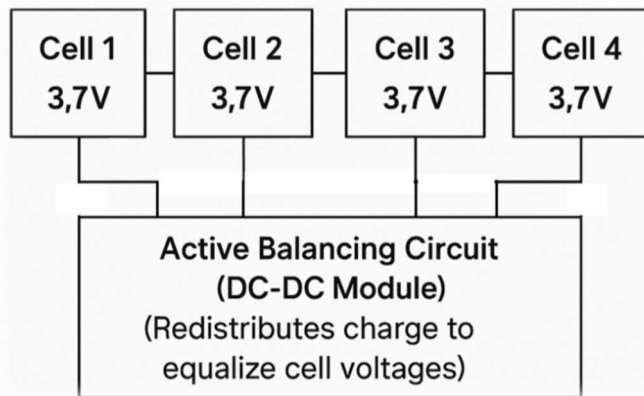 Cell 1
3,7V
Cell 2
3,7V
Cell 3
3,7V
Cell 4
3,7V
Active Balancing Circuit
(DC-DC Module)
(Redistributes charge to
equalize cell voltages)